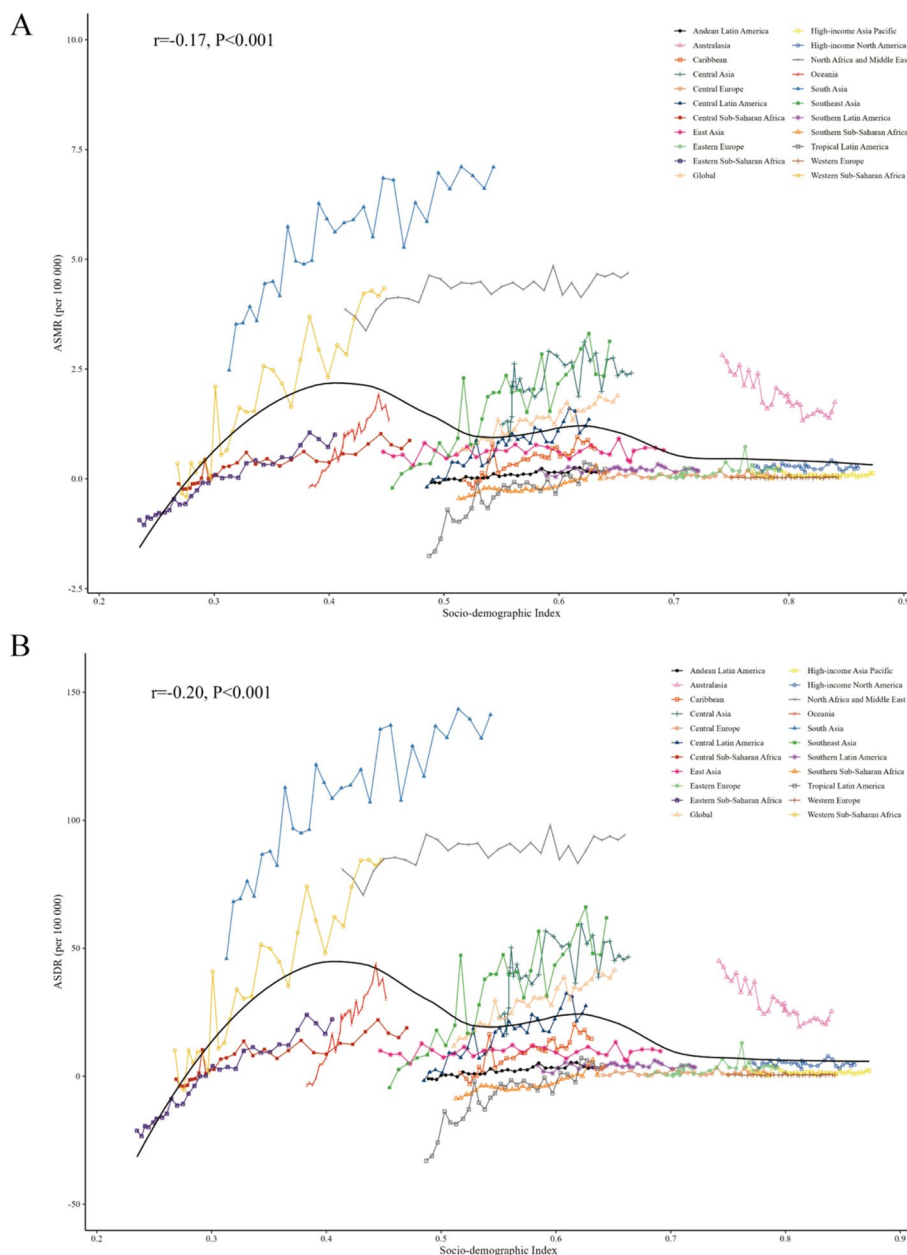 A
r=-0.17, P<0.001
10.0
7.5
5.0
2.5
0.0
-2.5
ASMR (per 100 000)
0.2 0.3 0.4 0.5 0.6 0.7 0.8 0.9
Socio-demographic Index
Andean Latin America
Australasia
Caribbean
Central Asia
Central Europe
Central Latin America
Central Sub-Saharan Africa
East Asia
Eastern Europe
Eastern Sub-Saharan Africa
Global
High-income Asia Pacific
High-income North America
North Africa and Middle East
Oceania
South Asia
Southeast Asia
Southern Latin America
Southern Sub-Saharan Africa
Tropical Latin America
Western Europe
Western Sub-Saharan Africa
B
r=-0.20, P<0.001
150
100
50
0
-50
ASDR (per 100 000)
0.2 0.3 0.4 0.5 0.6 0.7 0.8 0.9
Socio-demographic Index
Andean Latin America
Australasia
Caribbean
Central Asia
Central Europe
Central Latin America
Central Sub-Saharan Africa
East Asia
Eastern Europe
Eastern Sub-Saharan Africa
Global
High-income Asia Pacific
High-income North America
North Africa and Middle East
Oceania
South Asia
Southeast Asia
Southern Latin America
Southern Sub-Saharan Africa
Tropical Latin America
Western Europe
Western Sub-Saharan Africa